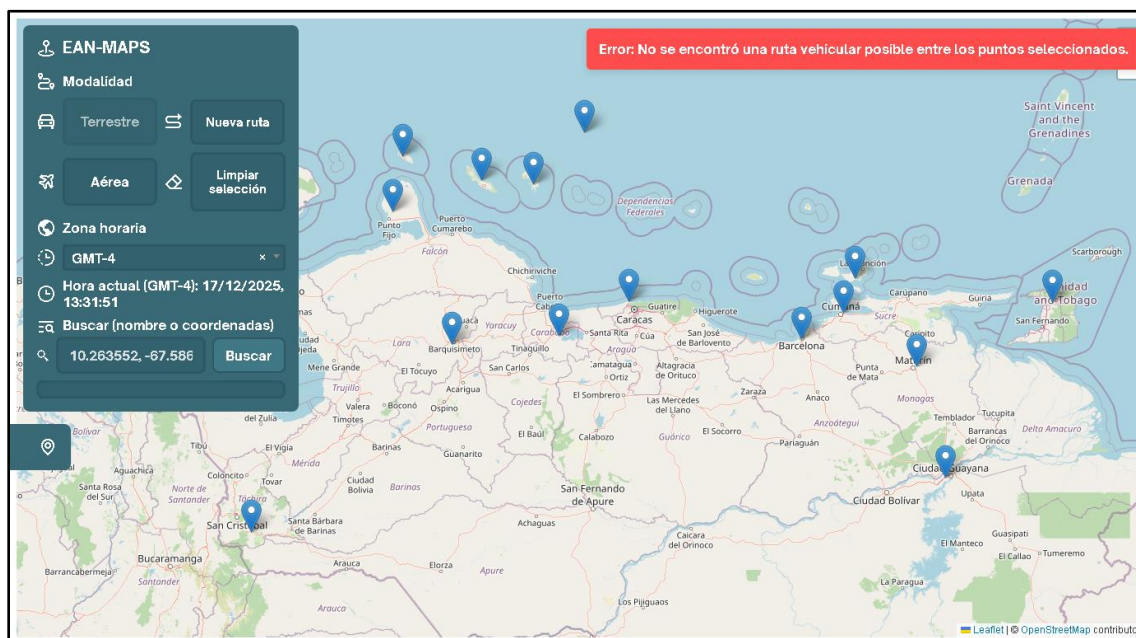 EAN-MAPS
Modalidad
Terrestre
Nueva ruta
Aérea
Limpiar
selección
Zona horaria
GMT-4
×
Hora actual (GMT-4): 17/12/2025,
13:31:51
Buscar (nombre o coordenadas)
10.263552, -67.586
Buscar
Error: No se encontró una ruta vehicular posible entre los puntos seleccionados.
Saint Vincent
and the
Grenadines
Grenada
Dependencias
Federales
Scarborough
Punto
Fijo
Puerto
Cumarebo
Falcón
Chichiriviche
Puerto
Carabobo
Yaracuy
Lara
Barquisimeto
Tinaquillo
Caracas
Guatire
Higuerote
Santa Rita
Cúa
San José
de Barlovento
Aragua
Barcelona
Cumaná
Carúpano
Güiria
Sucre
and Tobago
San Fernando
Mene Grande
Trujillo
El Tocuyo
San Carlos
Ortiz
Altagracia
de Orituco
Punta
de Mata
Monagas
Acarigua
Cojedes
El Sombrero
Las Mercedes
del Llano
Zaraza
Anaco
Valera
Boconó
Ospino
Timotes
Portuguesa
Temblador
Tucupita
Anzoátegui
Barrancas
del Orinoco
Delta Amacuro
del Zulia
El Vigía
Barinas
Guanarito
El Baúl
Calabozo
Guárico
El Socorro
Pariaguán
Bolívar
Tibú
Mérida
Aguachica
Coloncito
Tovar
Ciudad
Bolivia
Barinas
San Fernando
de Apure
Ciudad Guayana
Santa Rosa
del Sur
Norte de
Santander
Táchira
Ciudad Bolívar
Upata
Santa Bárbara
de Barinas
Achaguas
Caicara
del Orinoco
Guasipati
El Manteco
El Callao
Tumeremo
Bucaramanga
Arauca
Elorza
Apure
Barrancabermeja
Santander
La Paragua
Arauca
Los Pijiguaos
Leaflet | © OpenStreetMap contributo